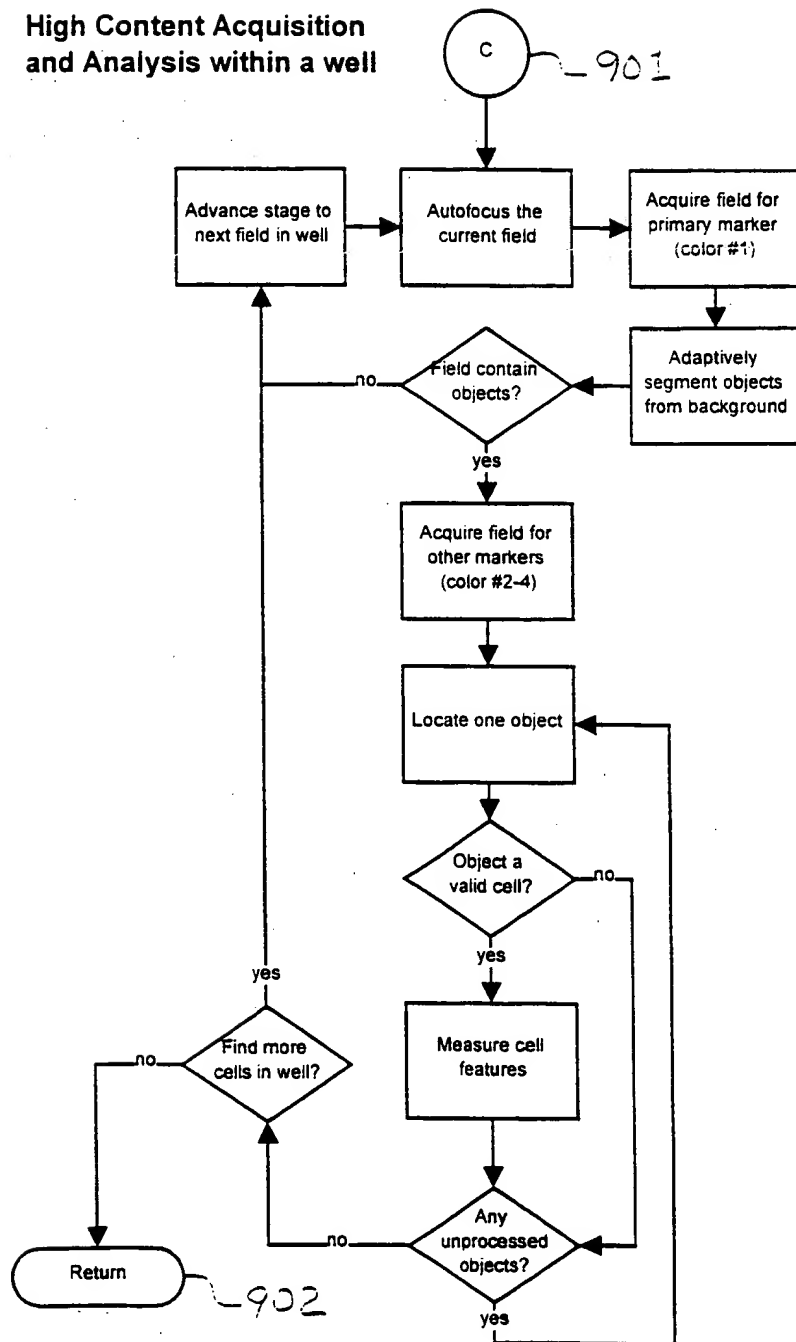 High Content Acquisition
and Analysis within a well
C
901
Advance stage to
next field in well
Autofocus the
current field
Acquire field for
primary marker
(color #1)
Adaptively
segment objects
from background
Field contain
objects?
no
yes
Acquire field for
other markers
(color #2-4)
Locate one object
Object a
valid cell?
no
yes
Measure cell
features
yes
Find more
cells in well?
no
Any
unprocessed
objects?
no
yes
Return
902